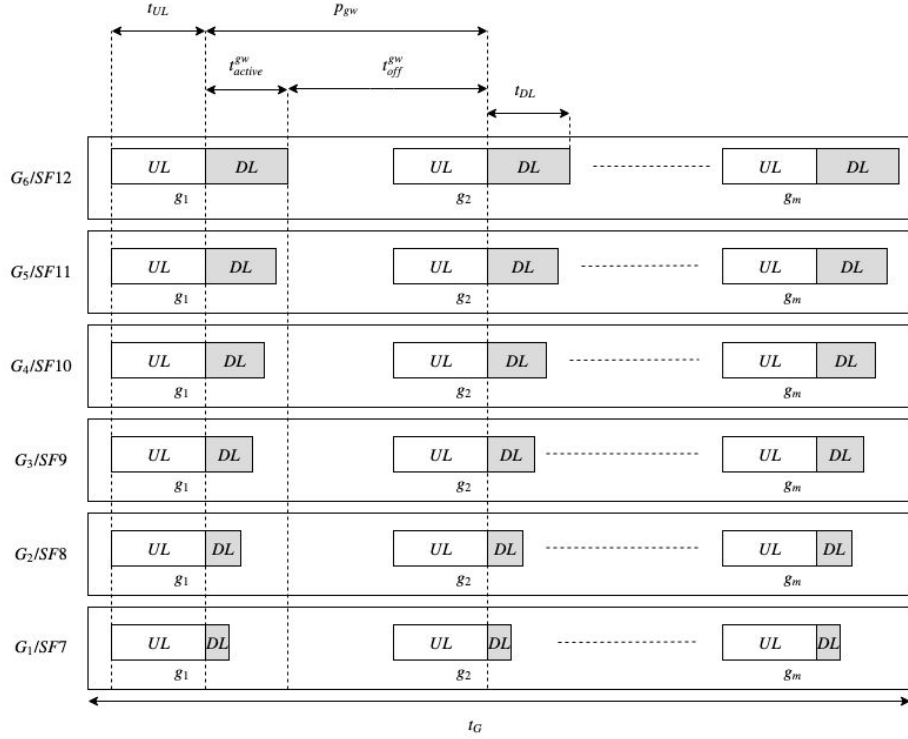 t_UL p_gw
t^gw_active t^gw_off
t_DL
G_6/SF12 UL DL UL DL UL DL
g_1 g_2 g_m
G_5/SF11 UL DL UL DL UL DL
g_1 g_2 g_m
G_4/SF10 UL DL UL DL UL DL
g_1 g_2 g_m
G_3/SF9 UL DL UL DL UL DL
g_1 g_2 g_m
G_2/SF8 UL DL UL DL UL DL
g_1 g_2 g_m
G_1/SF7 UL DL UL DL UL DL
g_1 g_2 g_m
t_G